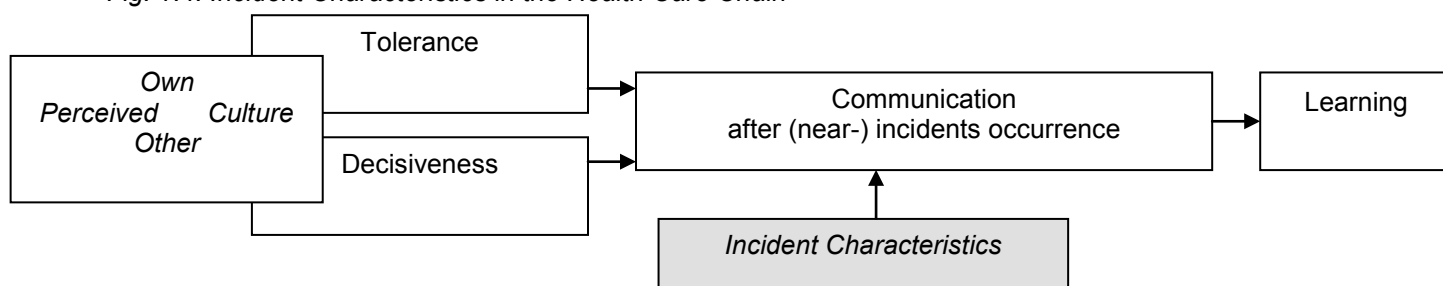 Fig. 1.4: Incident Characteristics in the Health Care Chain
Tolerance
Own
Perceived Culture
Other
Decisiveness
Communication
after (near-) incidents occurrence
Learning
Incident Characteristics